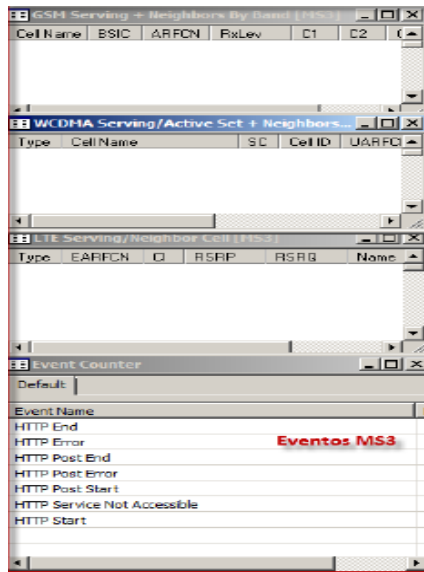 GSM Serving + Neighbors By Band [MS3]
Cell Name BSIC ARFCN RxLev C1 C2
WCDMA Serving/Active Set + Neighbors...
Type Cell Name SC Cell ID UARFC
LTE Serving/Neighbor Cell [MS3]
Type EARFCN CI RSRP RSRQ Name
Event Counter
Default
Event Name
HTTP End
HTTP Error Eventos MS3
HTTP Post End
HTTP Post Error
HTTP Post Start
HTTP Service Not Accessible
HTTP Start